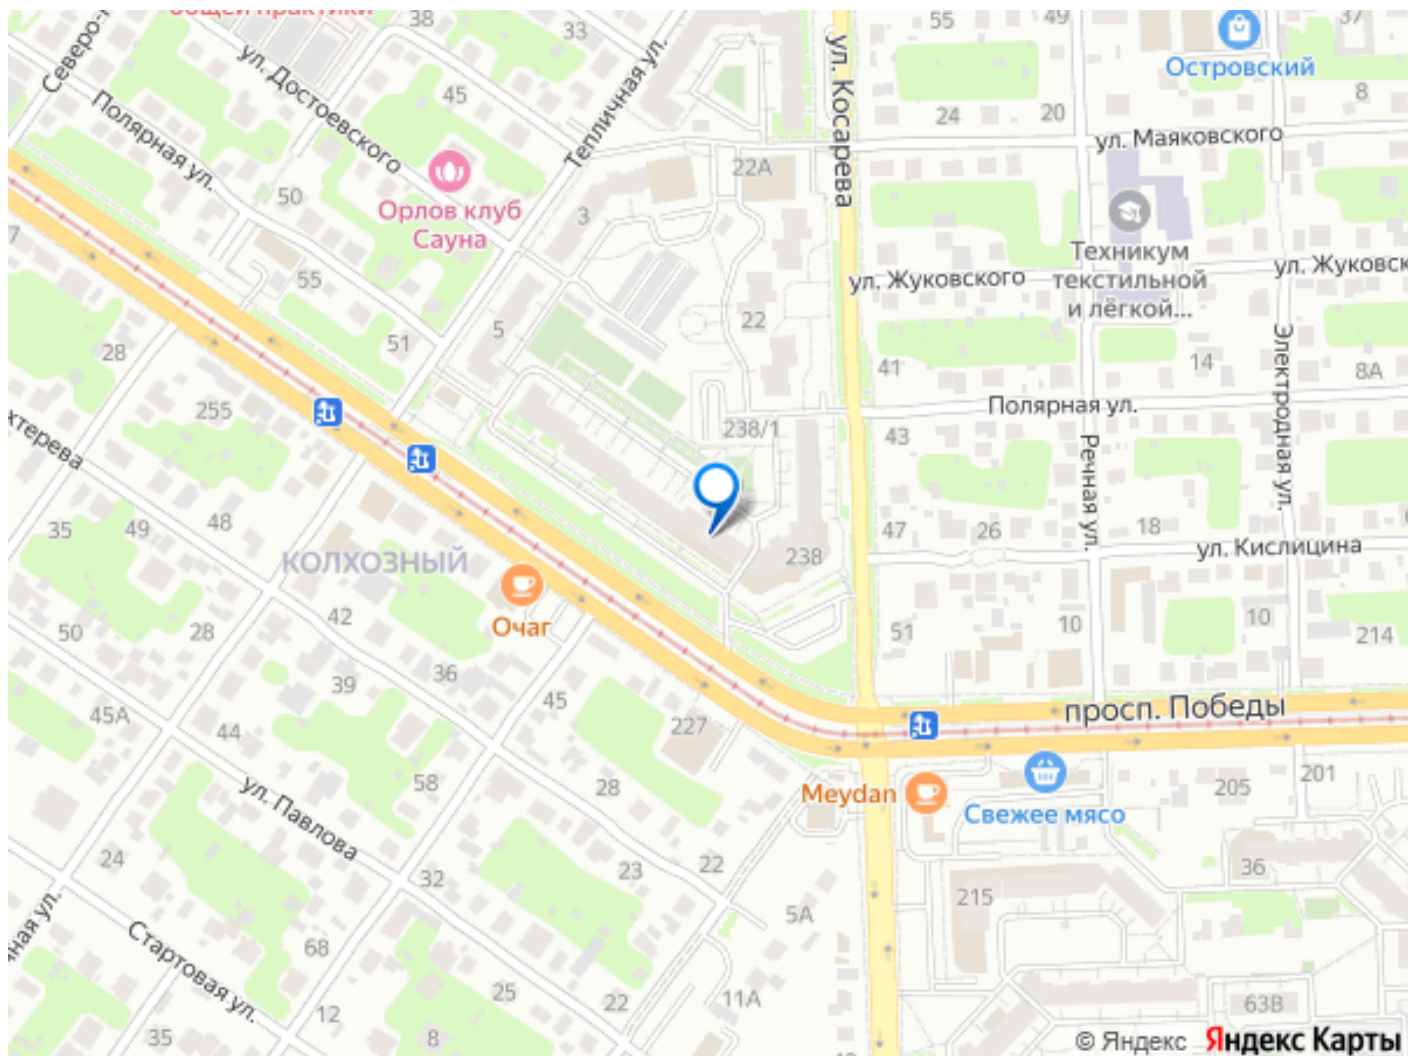 общей практики
38
33
55
49
37
Островский
ул. Косарева
Северо-
ул. Достоевского
45
Тепличная ул.
8
24
20
ул. Маяковского
Полярная ул.
22А
50
Орлов клуб
Сауна
3
Техникум
текстильной
и лёгкой...
ул. Жуковского
ул. Жуковск
55
22
5
51
28
41
14
8А
Электродная ул.
255
Полярная ул.
238/1
43
хтерева
Речная ул.
35
49
48
47
26
18
ул. Кислицина
КОЛХОЗНЫЙ
238
Очаг
42
50
28
51
10
10
214
36
39
45
45А
44
227
просп. Победы
58
28
Meydan
Свежее мясо
205
201
ул. Павлова
24
32
23
22
36
215
5А
ная ул.
Стартовая ул.
68
25
22
11А
12
35
8
63В
© Яндекс
Яндекс Карты